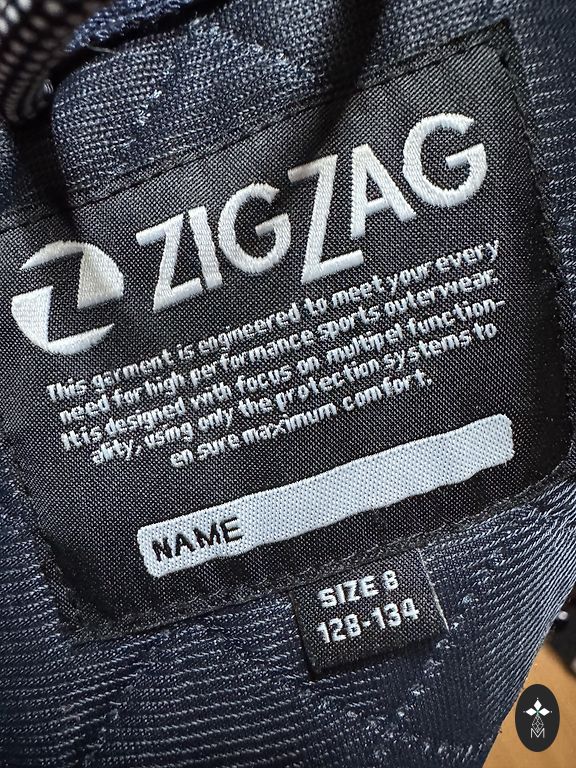 ZIGZAG
This garment is engineered to meet your every
need for high performance sports outerwear.
It is designed with focus on multipel function-
ality, using only the protection systems to
en sure maximum comfort.
NAME
SIZE 8
128-134